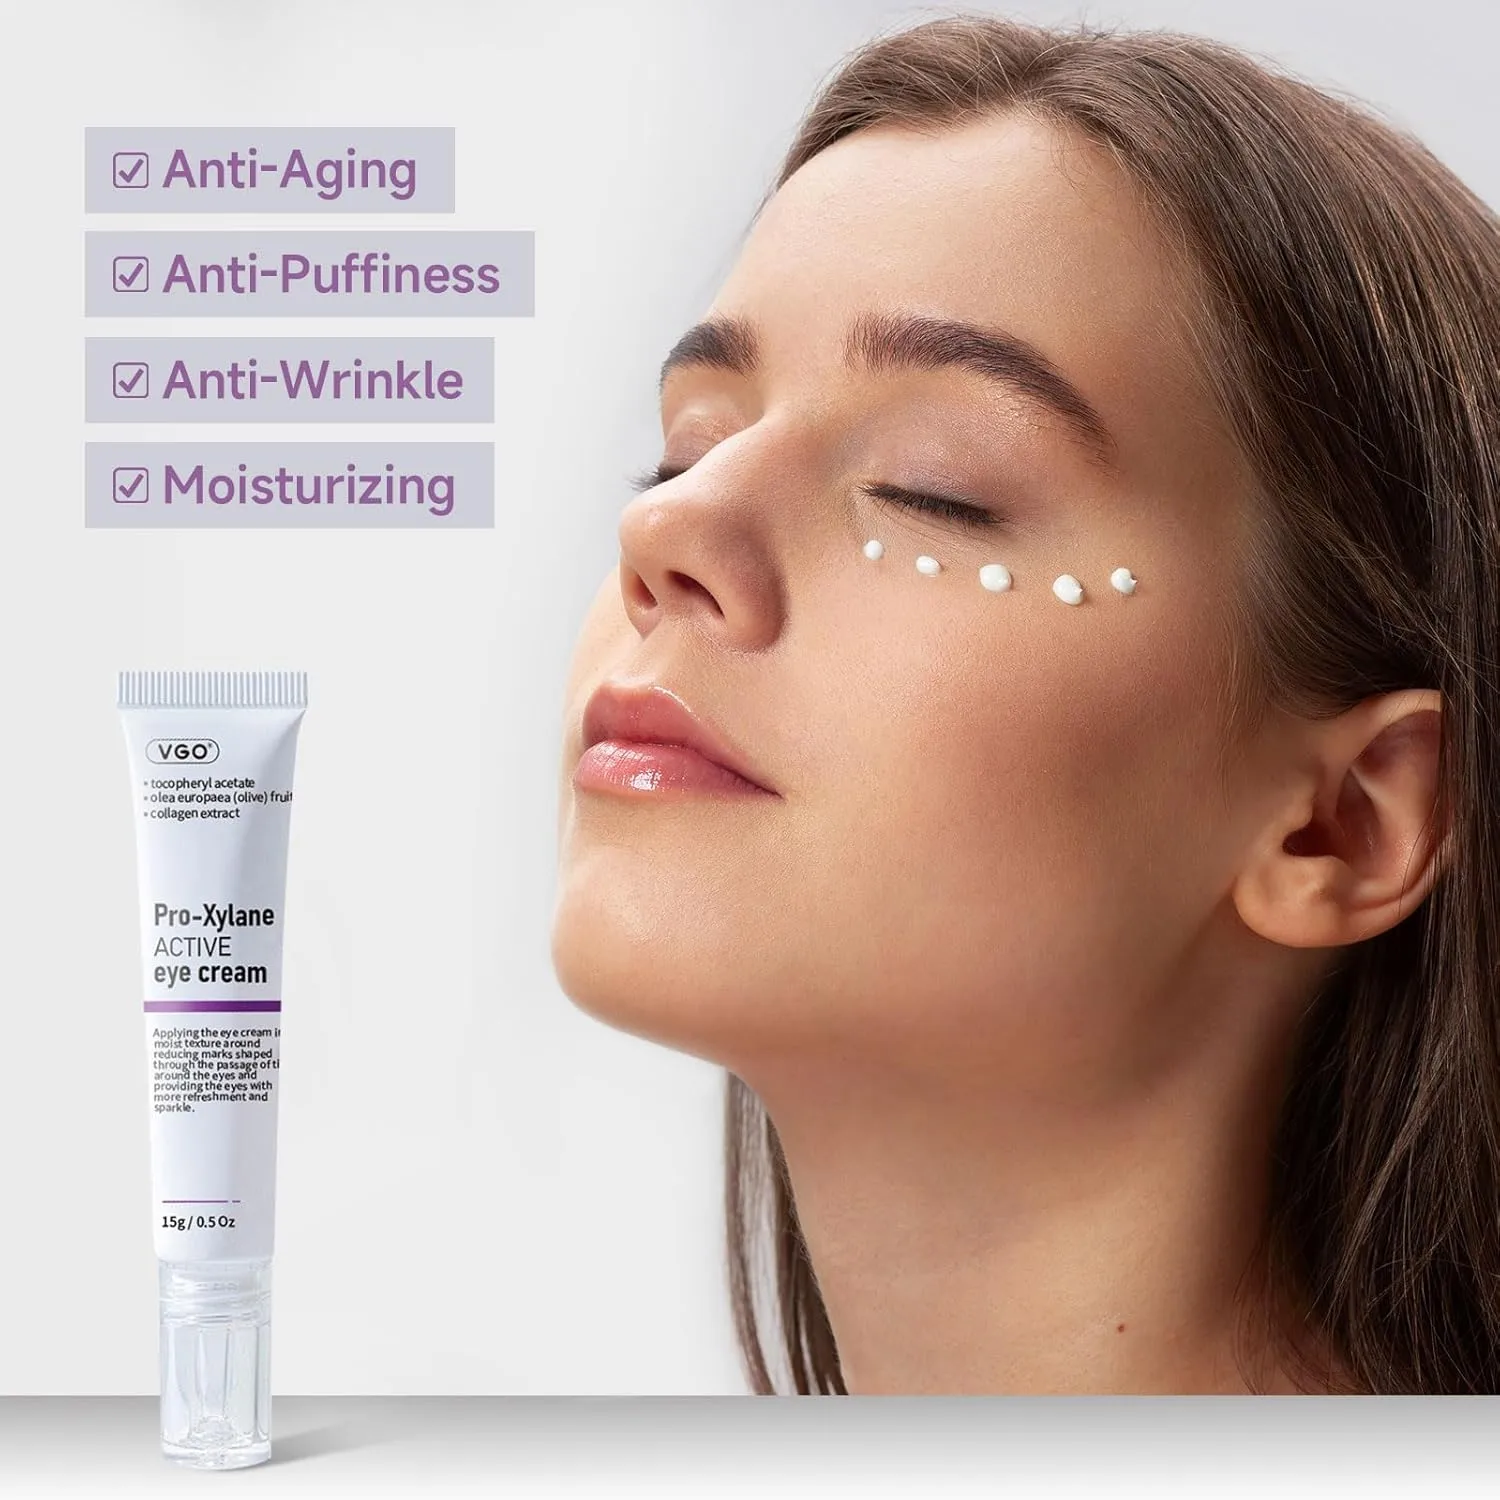 Anti-Aging
Anti-Puffiness
Anti-Wrinkle
Moisturizing
VGO®
• tocopheryl acetate
• olea europaea (olive) fruit
• collagen extract
Pro-Xylane
ACTIVE
eye cream
Applying the eye cream
moist texture around
reducing marks shaped
through the passage of
around the eyes and
providing the eyes with
more refreshment and
sparkle.
15g / 0.5 Oz